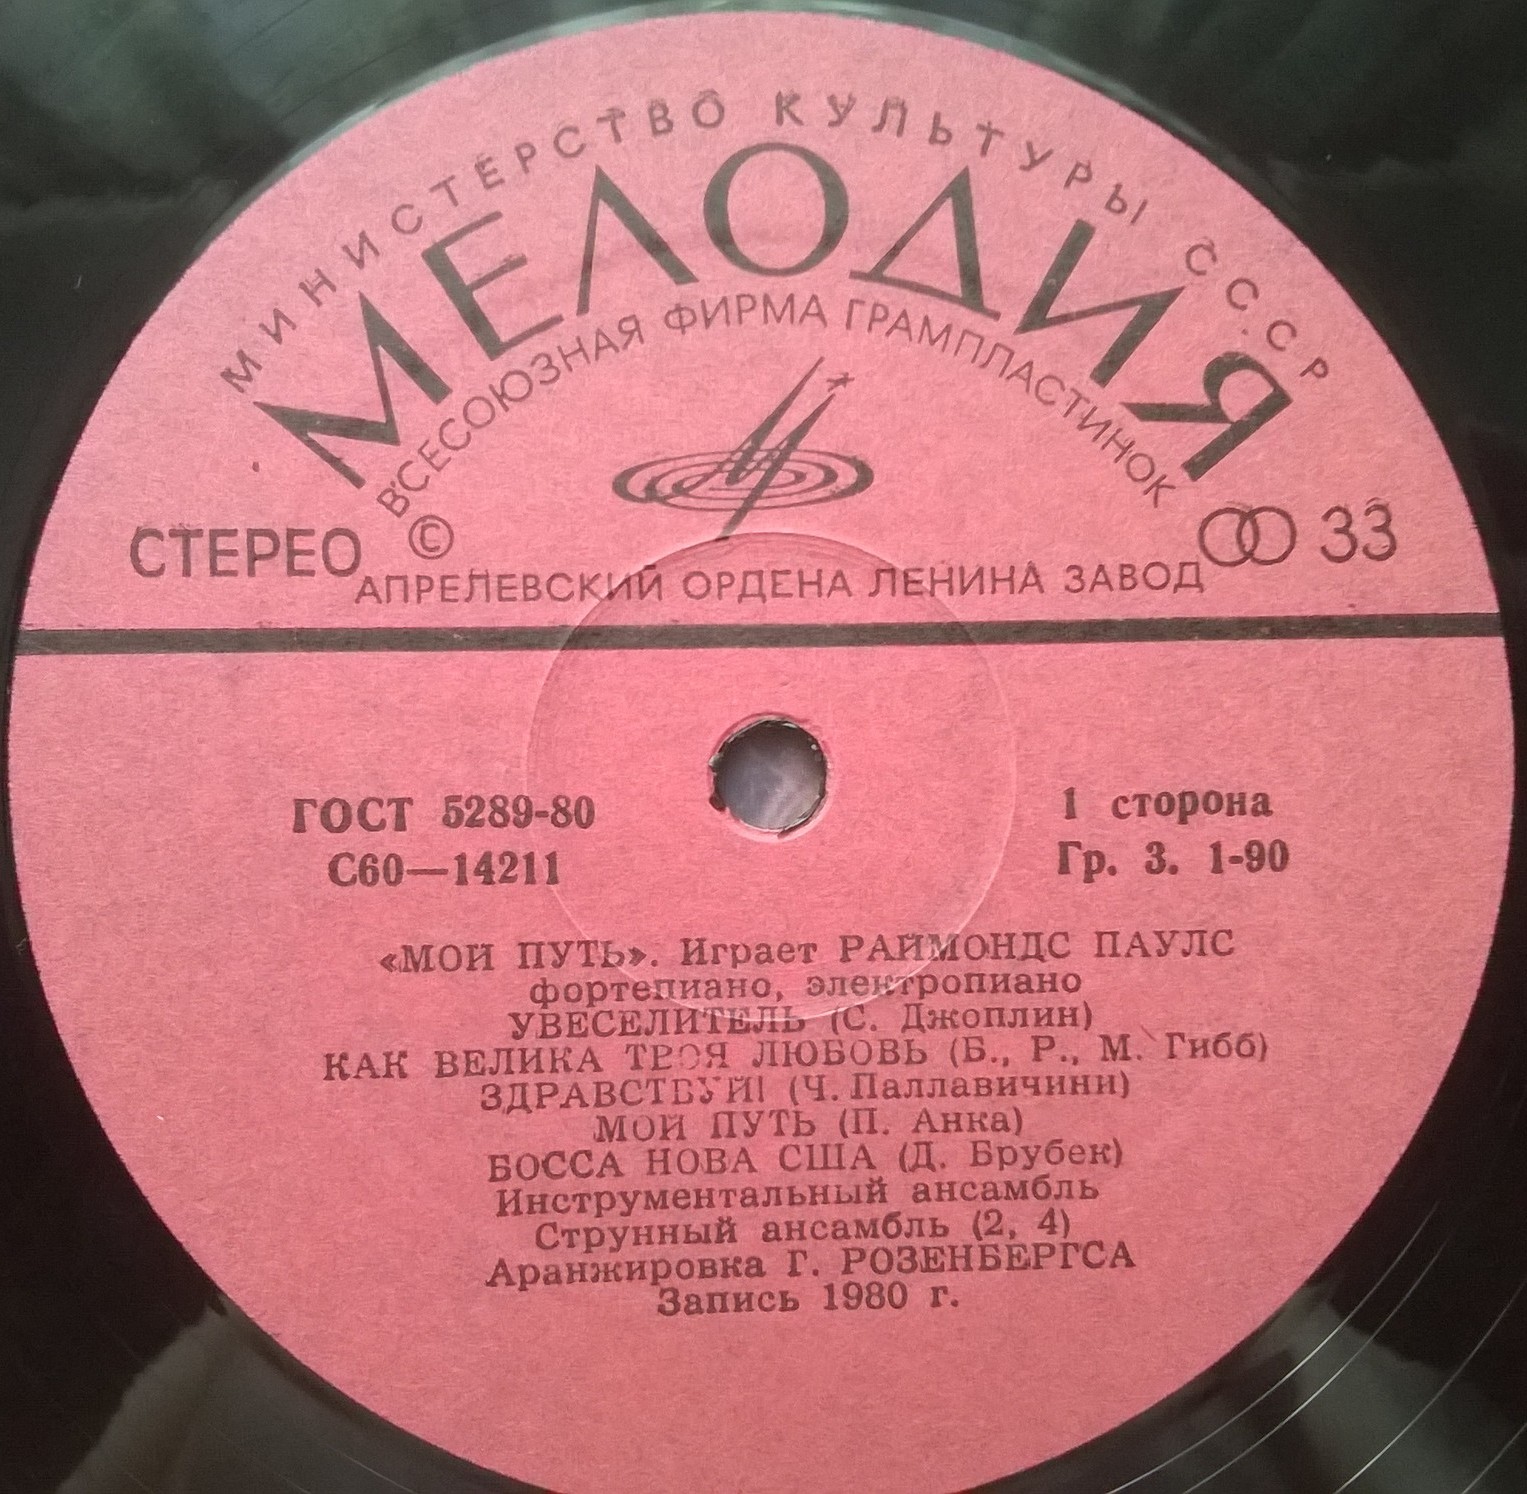 МИНИСТЕРСТВО КУЛЬТУРЫ СССР
МЕЛОДИЯ
ВСЕСОЮЗНАЯ ФИРМА ГРАМПЛАСТИНОК
СТЕРЕО © 33
АПРЕЛЕВСКИЙ ОРДЕНА ЛЕНИНА ЗАВОД
ГОСТ 5289-80 1 сторона
С60—14211 Гр. 3. 1-90
«МОЙ ПУТЬ». Играет РАЙМОНДС ПАУЛС
фортепиано, электропиано
УВЕСЕЛИТЕЛЬ (С. Джоплин)
КАК ВЕЛИКА ТВОЯ ЛЮБОВЬ (Б., Р., М. Гибб)
ЗДРАВСТВУЙ! (Ч. Паллавичини)
МОЙ ПУТЬ (П. Анка)
БОССА НОВА США (Д. Брубек)
Инструментальный ансамбль
Струнный ансамбль (2, 4)
Аранжировка Г. РОЗЕНБЕРГСА
Запись 1980 г.